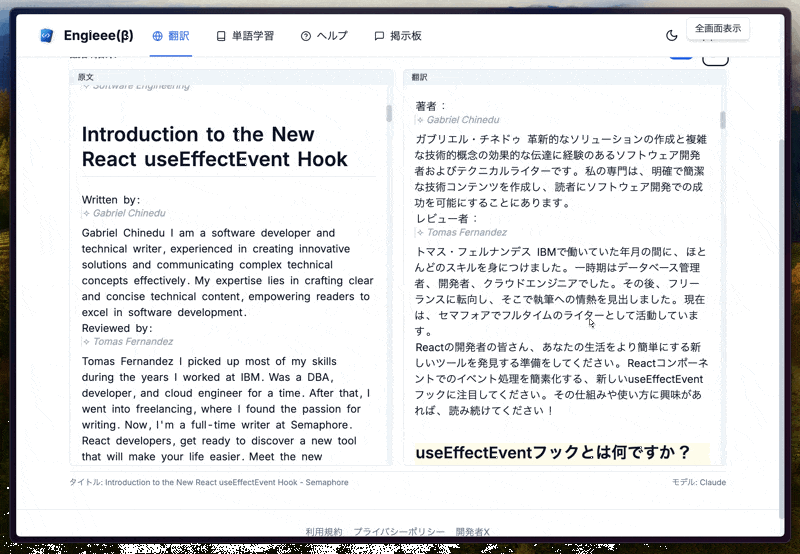 Engieee(β)
翻訳
単語学習
ヘルプ
掲示板
全画面表示
原文
Software Engineering
Introduction to the New
React useEffectEvent Hook
Written by:
Gabriel Chinedu
Gabriel Chinedu I am a software developer and
technical writer, experienced in creating innovative
solutions and communicating complex technical
concepts effectively. My expertise lies in crafting clear
and concise technical content, empowering readers to
excel in software development.
Reviewed by:
Tomas Fernandez
Tomas Fernandez I picked up most of my skills
during the years I worked at IBM. Was a DBA,
developer, and cloud engineer for a time. After that, I
went into freelancing, where I found the passion for
writing. Now, I'm a full-time writer at Semaphore.
React developers, get ready to discover a new tool
that will make your life easier. Meet the new
翻訳
著者：
Gabriel Chinedu
ガブリエル・チネドゥ 革新的なソリューションの作成と複雑
な技術的概念の効果的な伝達に経験のあるソフトウェア開発
者およびテクニカルライターです。私の専門は、明確で簡潔
な技術コンテンツを作成し、読者にソフトウェア開発での成
功を可能にすることにあります。
レビュー者：
Tomas Fernandez
トマス・フェルナンデス IBMで働いていた年月の間に、ほと
んどのスキルを身につけました。一時期はデータベース管理
者、開発者、クラウドエンジニアでした。その後、フリー
ランスに転向し、そこで執筆への情熱を見出しました。現在
は、セマフォアでフルタイムのライターとして活動していま
す。
Reactの開発者の皆さん、あなたの生活をより簡単にする新
しいツールを発見する準備をしてください。Reactコンポーネ
ントでのイベント処理を簡素化する、新しいuseEffectEvent
フックに注目してください。その仕組みや使い方に興味があ
れば、読み続けてください！
useEffectEventフックとは何ですか？
タイトル: Introduction to the New React useEffectEvent Hook - Semaphore
モデル: Claude
利用規約
プライバシーポリシー
開発者X